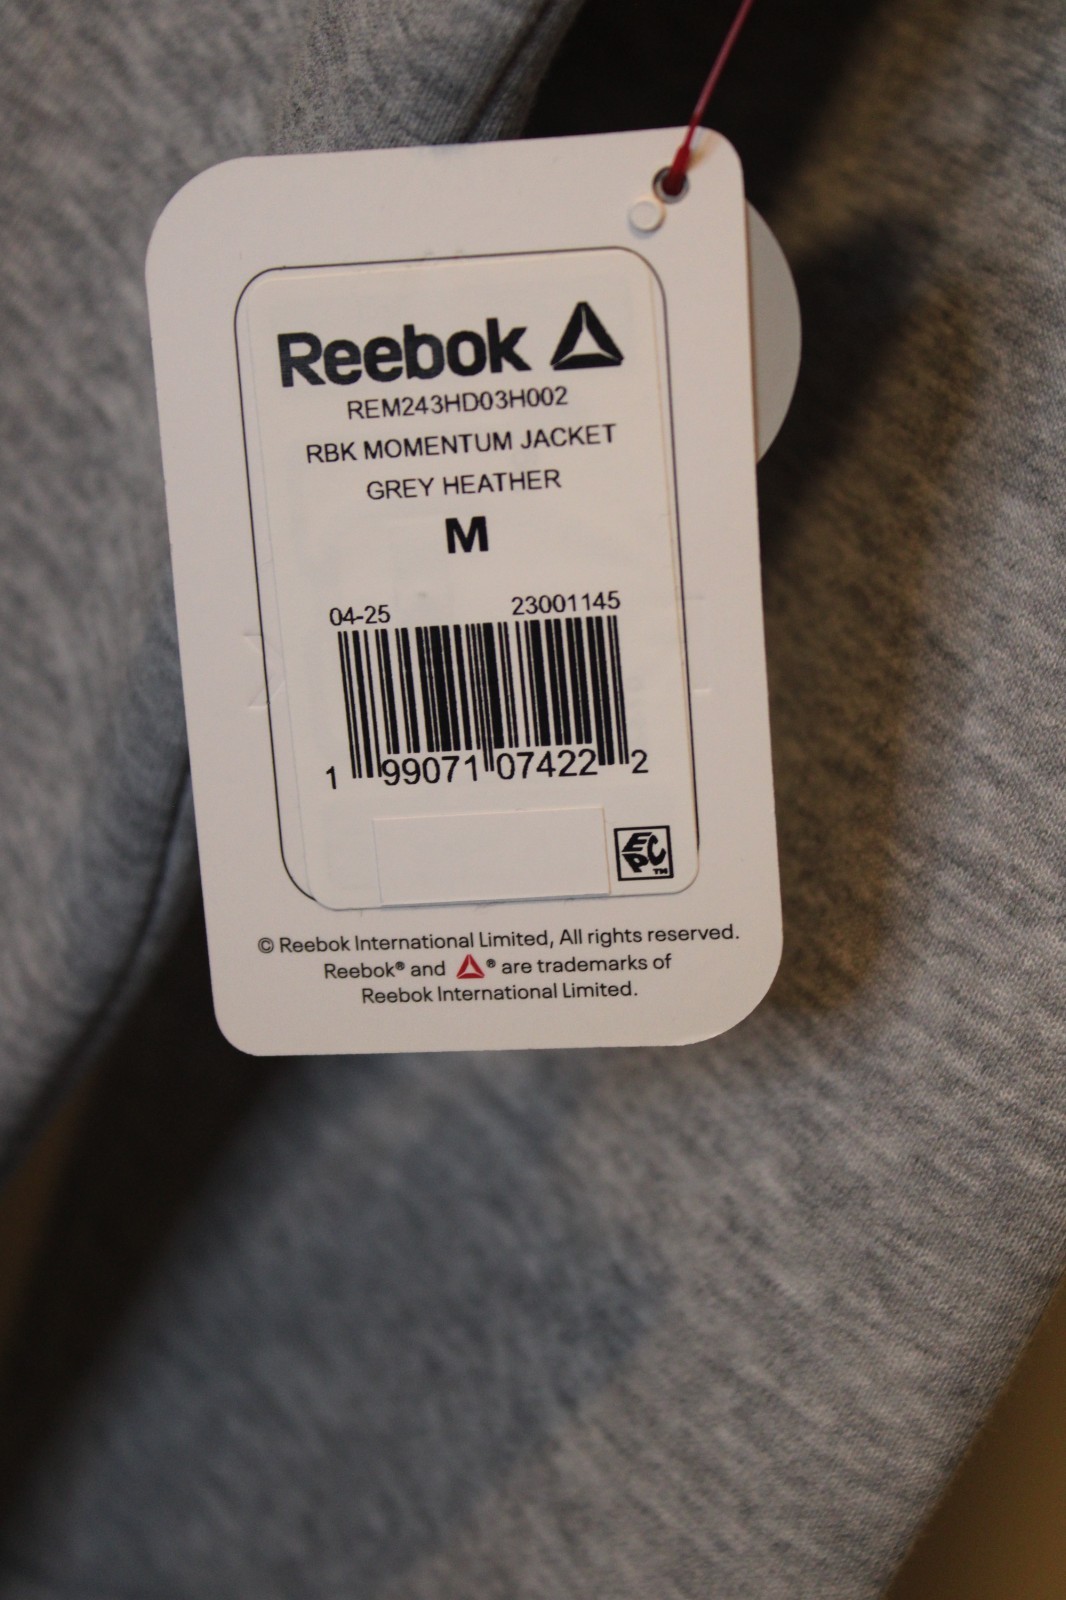 Reebok
REM243HD03H002
RBK MOMENTUM JACKET
GREY HEATHER
M
04-25 23001145
1 99071 07422 2
EPC™
© Reebok International Limited, All rights reserved.
Reebok® and ® are trademarks of
Reebok International Limited.